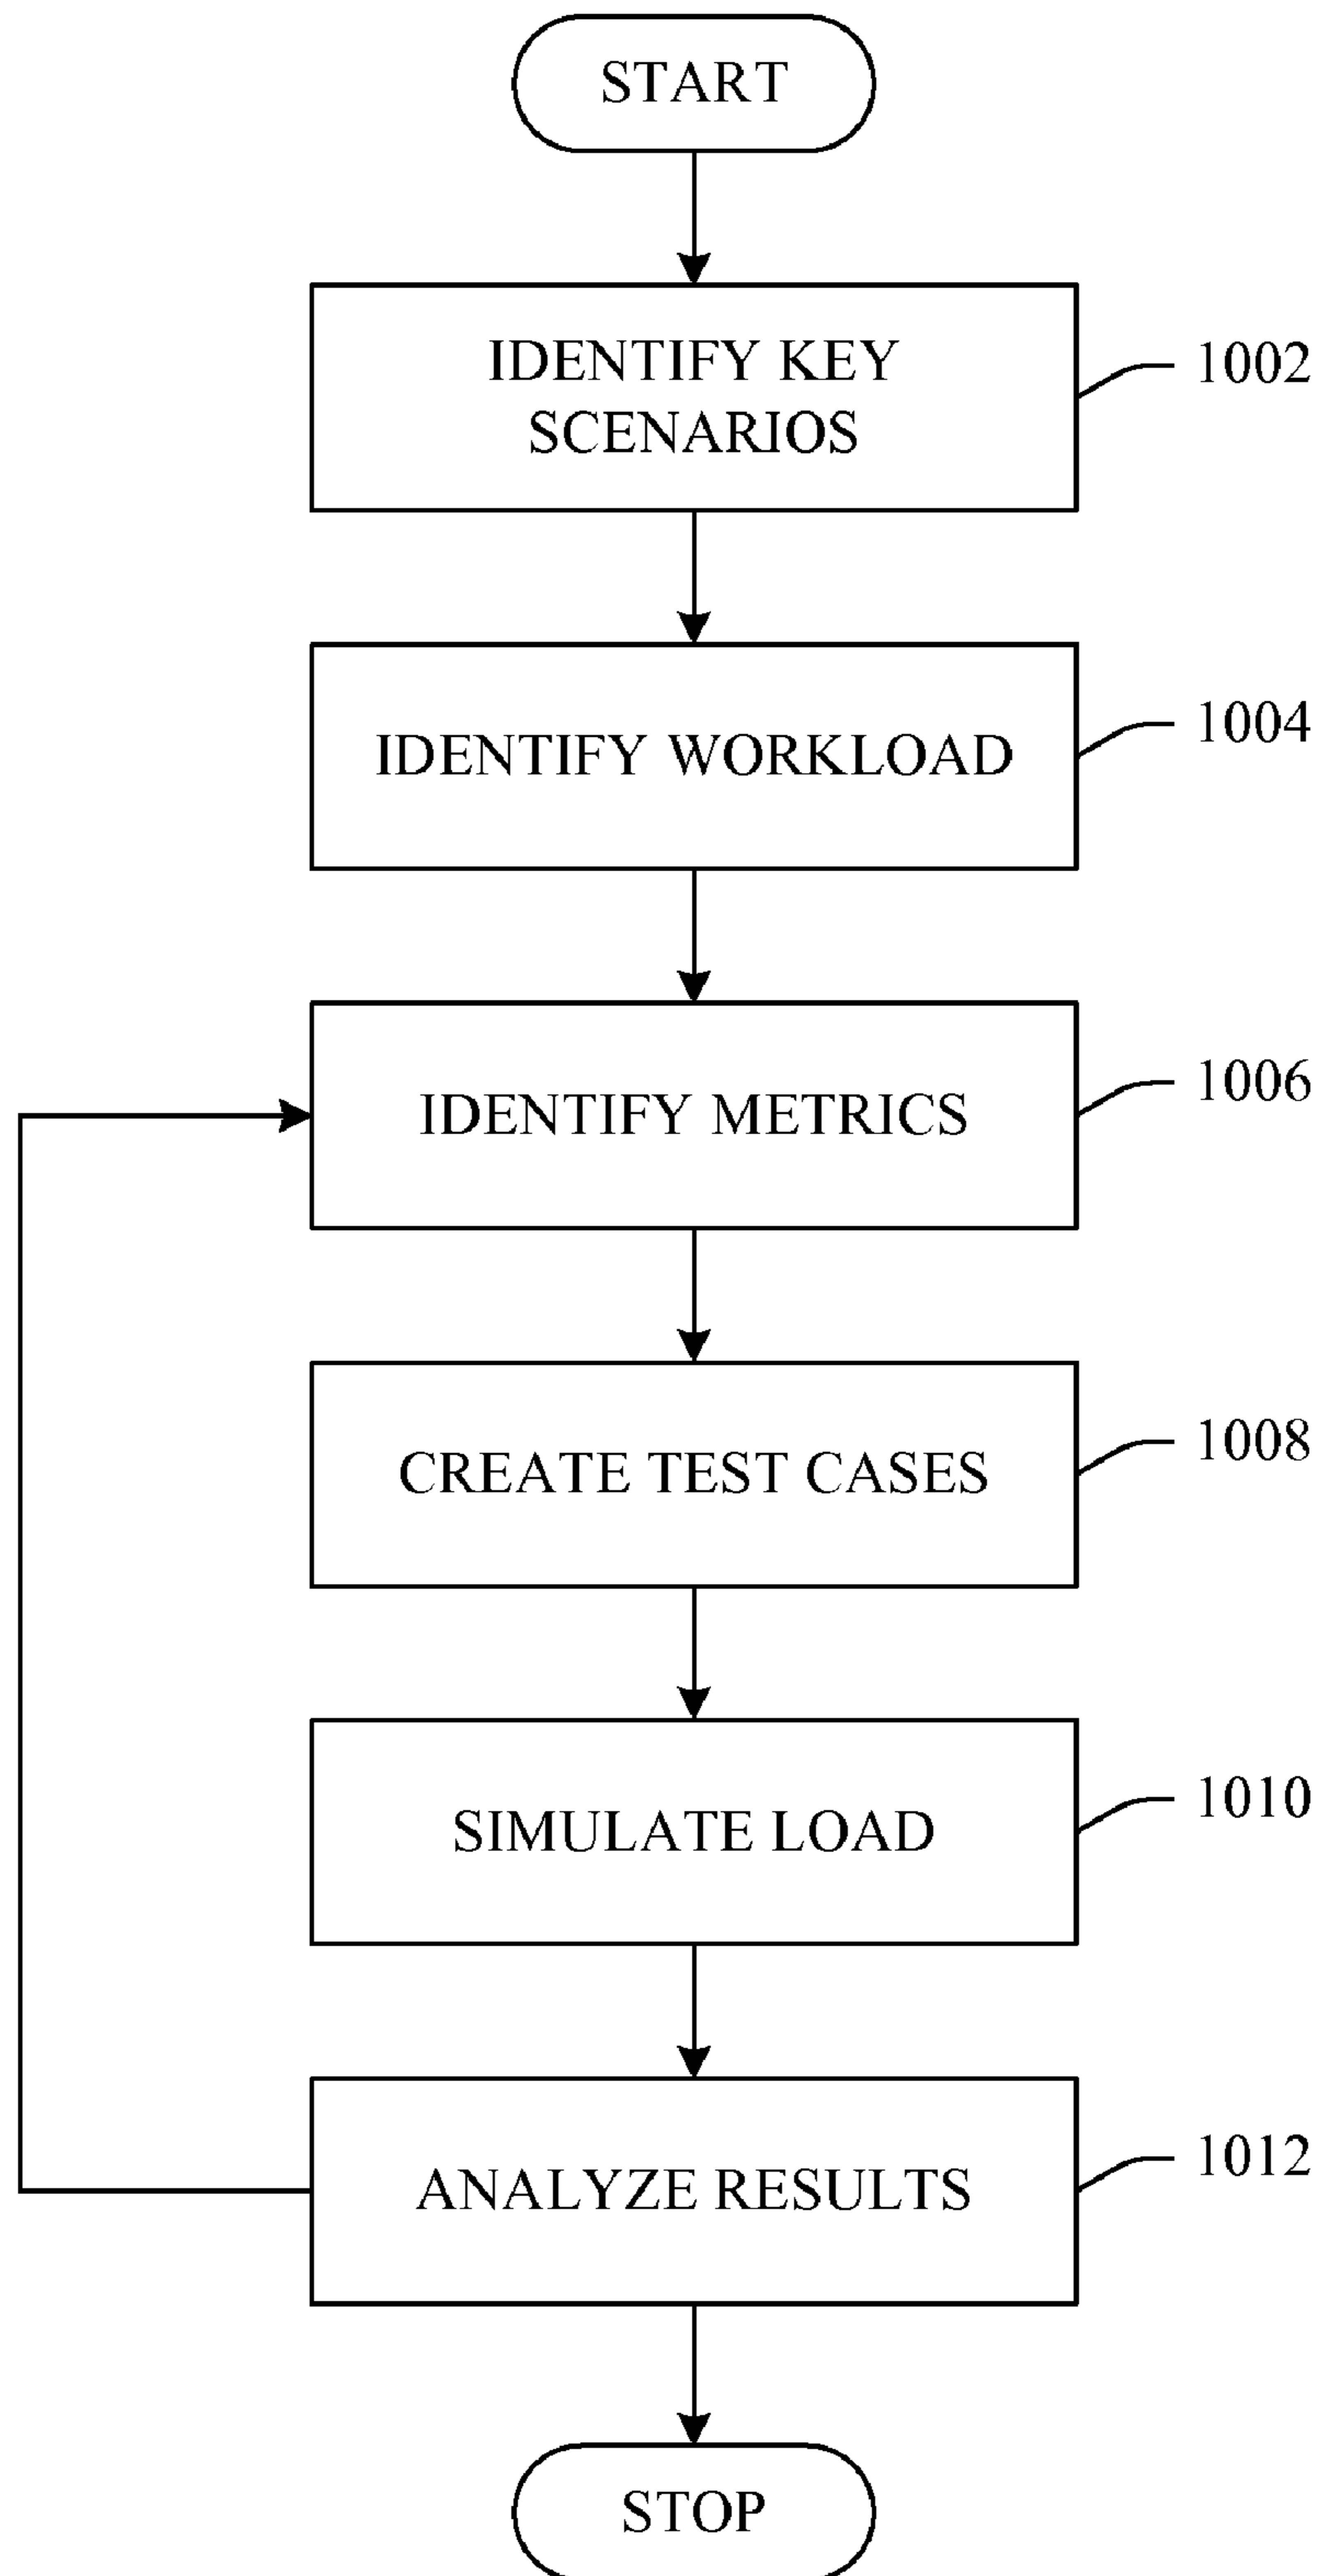 START
IDENTIFY KEY
SCENARIOS
1002
IDENTIFY WORKLOAD
1004
IDENTIFY METRICS
1006
CREATE TEST CASES
1008
SIMULATE LOAD
1010
ANALYZE RESULTS
1012
STOP